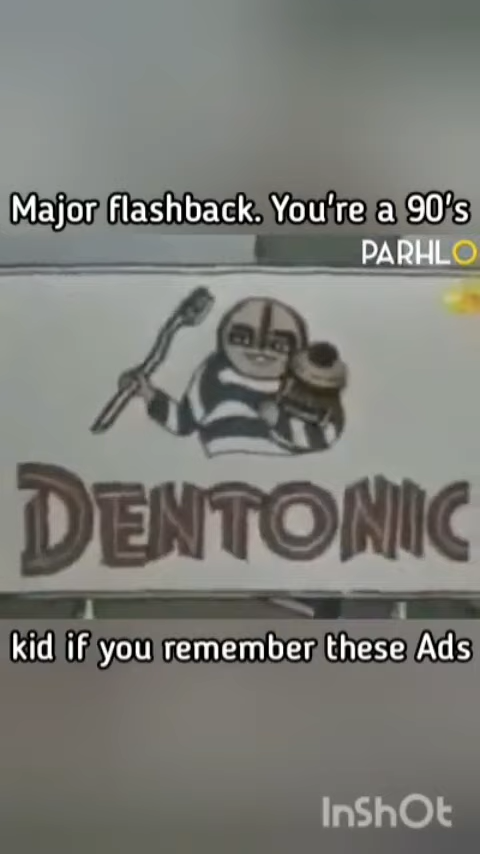 Major flashback. You're a 90's
PARHLO
DENTONIC
kid if you remember these Ads
InShOt